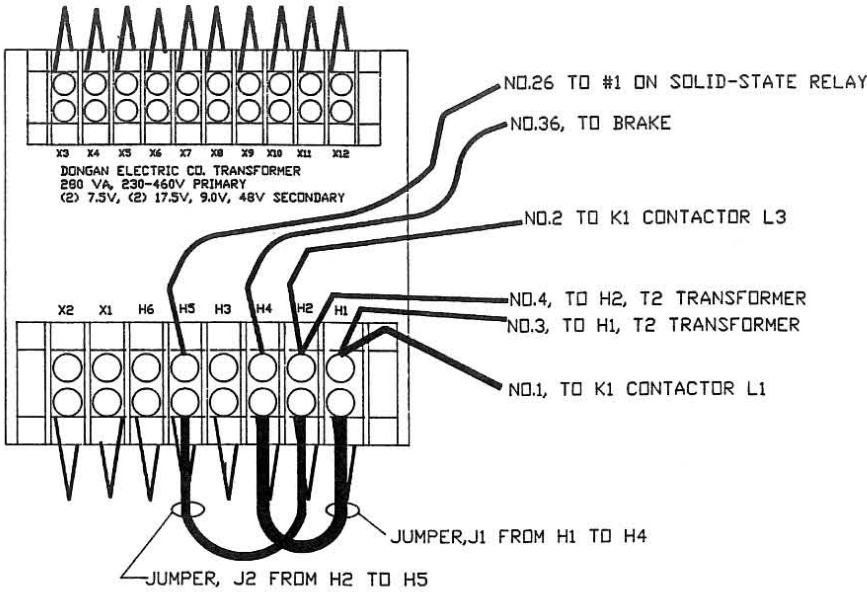 NO.26 TO #1 ON SOLID-STATE RELAY
NO.36, TO BRAKE
X3 X4 X5 X6 X7 X8 X9 X10 X11 X12
DONGAN ELECTRIC CO. TRANSFORMER
280 VA, 230-460V PRIMARY
(2) 7.5V, (2) 17.5V, 9.0V, 48V SECONDARY
NO.2 TO K1 CONTACTOR L3
X2 X1 H6 H5 H3 H4 H2 H1
NO.4, TO H2, T2 TRANSFORMER
NO.3, TO H1, T2 TRANSFORMER
NO.1, TO K1 CONTACTOR L1
JUMPER,J1 FROM H1 TO H4
JUMPER, J2 FROM H2 TO H5